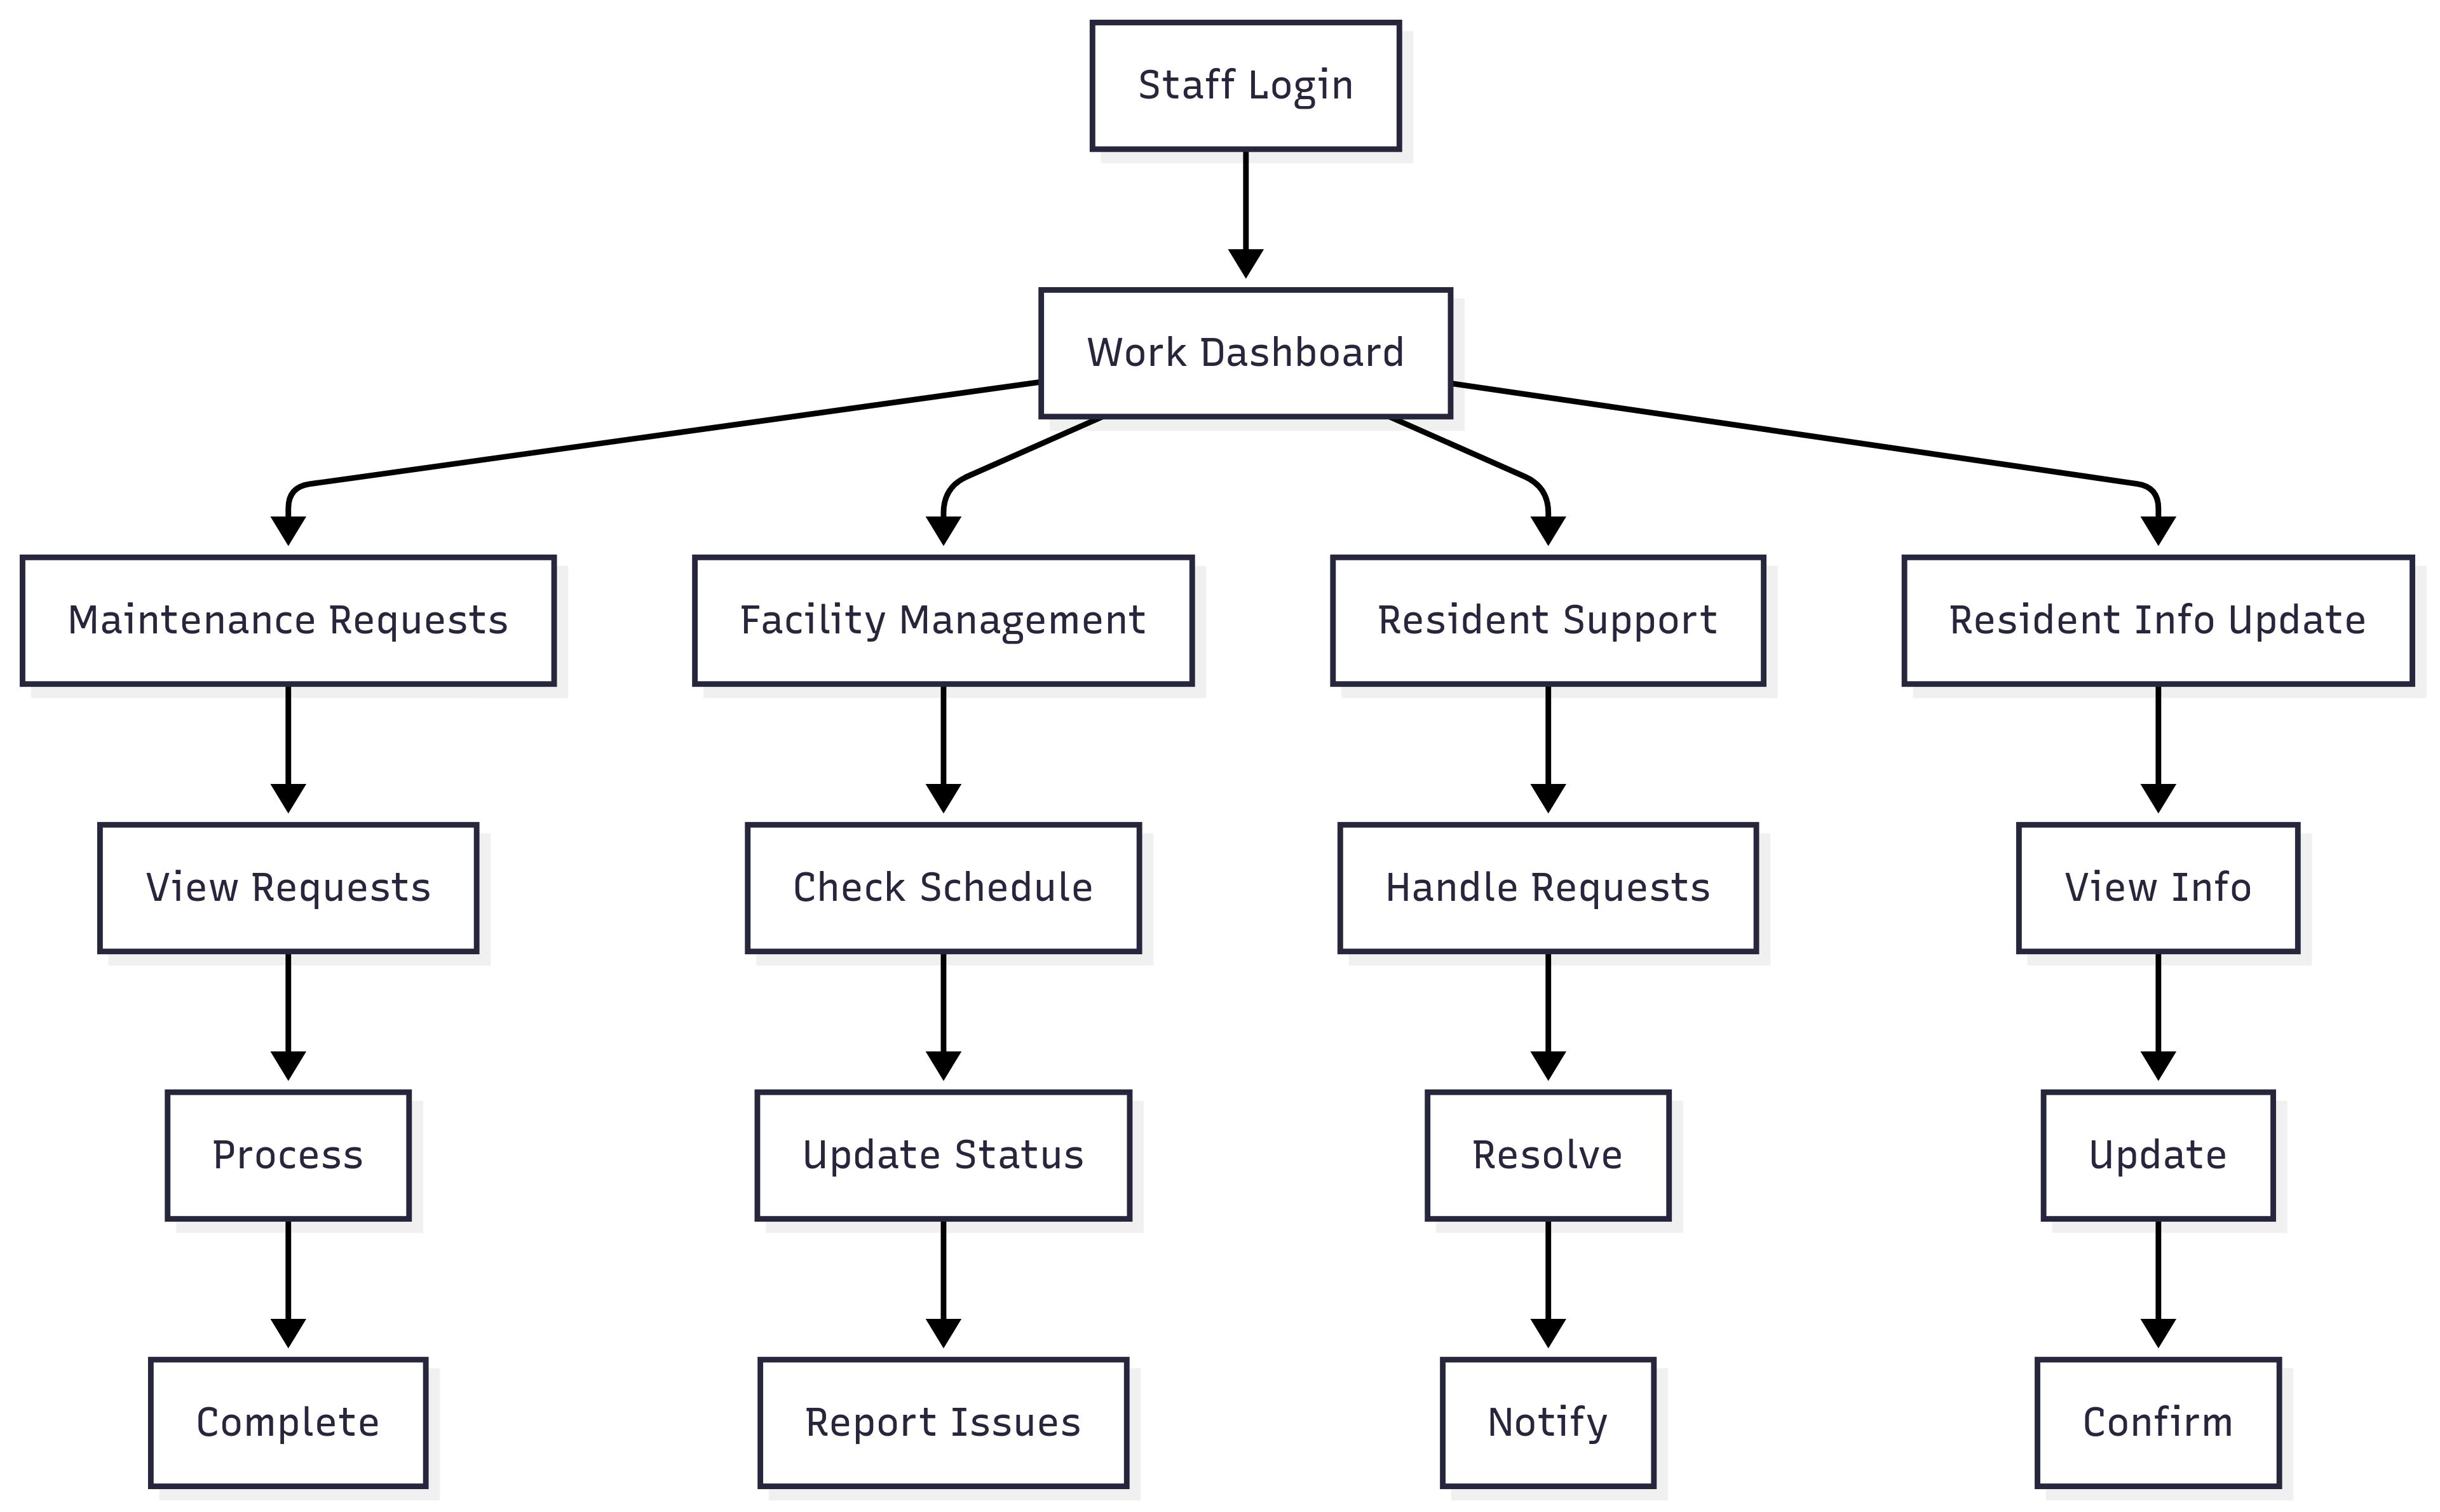 Staff Login
Work Dashboard
Maintenance Requests
Facility Management
Resident Support
Resident Info Update
View Requests
Check Schedule
Handle Requests
View Info
Process
Update Status
Resolve
Update
Complete
Report Issues
Notify
Confirm